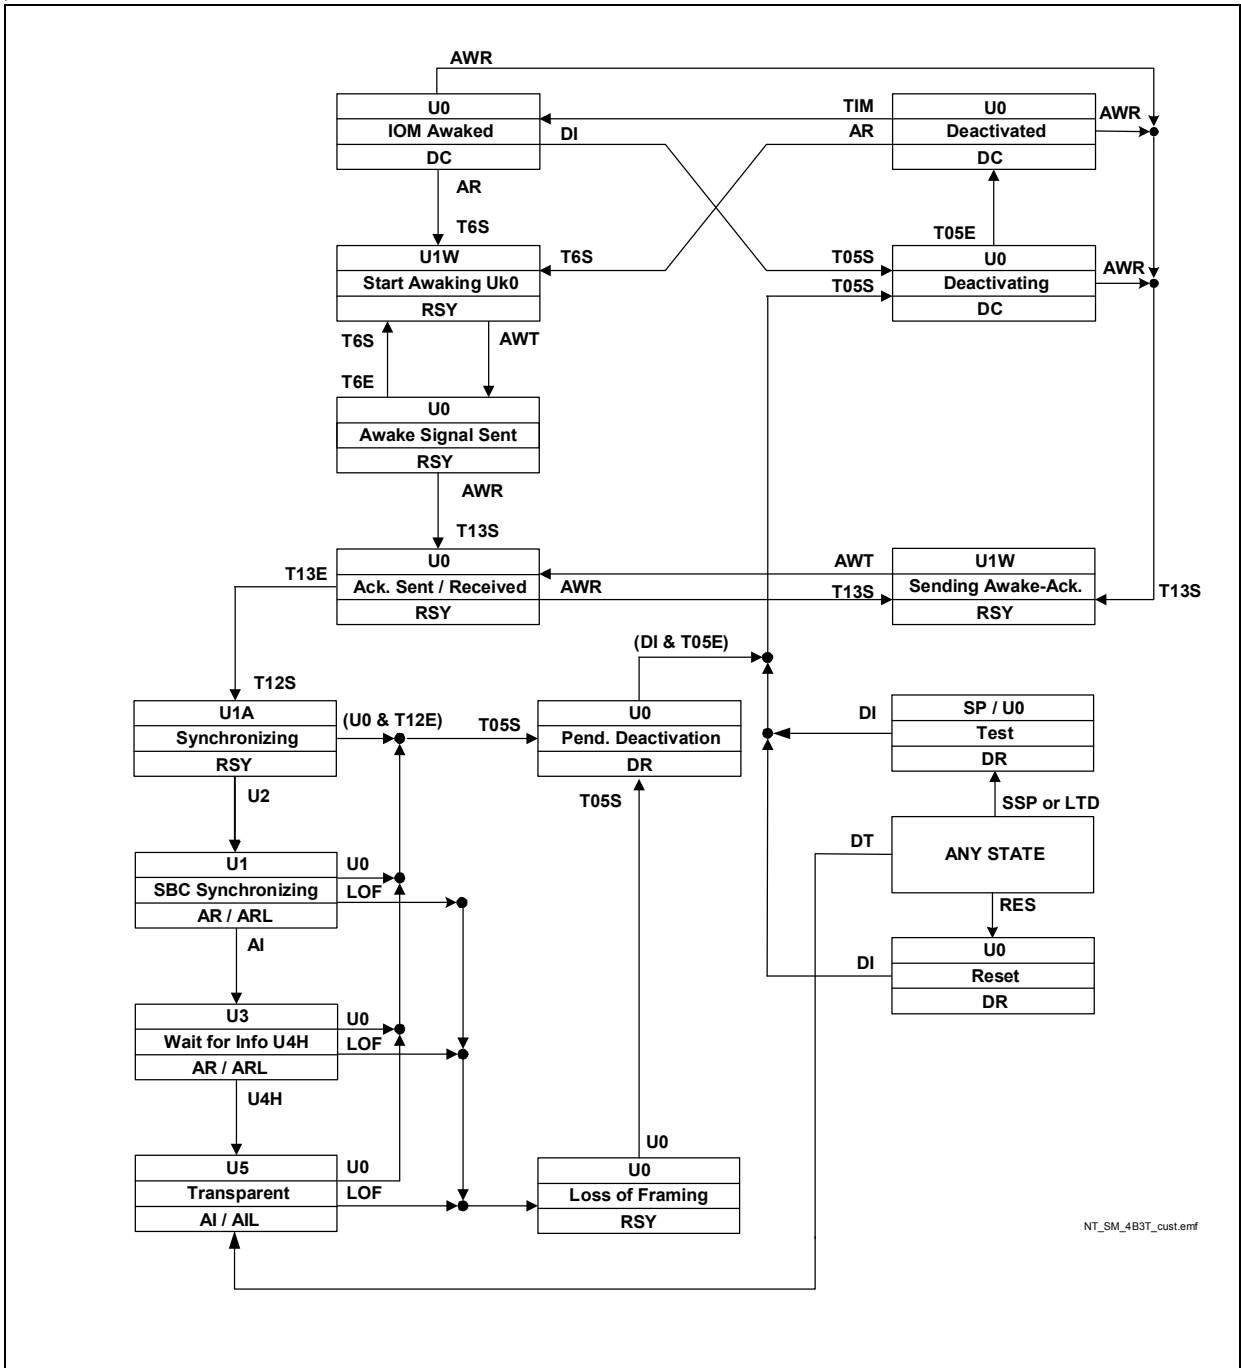 AWR
U0
IOM Awaked
DC
TIM
DI
AR
U0
Deactivated
DC
AWR
AR
T6S
T05E
U1W
Start Awaking Uk0
RSY
T6S
T05S
T05S
U0
Deactivating
DC
AWR
T6S
AWT
T6E
U0
Awake Signal Sent
RSY
AWR
T13S
T13E
U0
Ack. Sent / Received
RSY
AWT
AWR
T13S
U1W
Sending Awake-Ack.
RSY
T13S
(DI & T05E)
T12S
U1A
Synchronizing
RSY
(U0 & T12E)
T05S
U0
Pend. Deactivation
DR
DI
SP / U0
Test
DR
U2
T05S
SSP or LTD
DT
ANY STATE
U1
SBC Synchronizing
AR / ARL
U0
LOF
RES
AI
DI
U0
Reset
DR
U3
Wait for Info U4H
AR / ARL
U0
LOF
U4H
U0
U5
Transparent
AI / AIL
U0
LOF
U0
Loss of Framing
RSY
NT_SM_4B3T_cust.emf